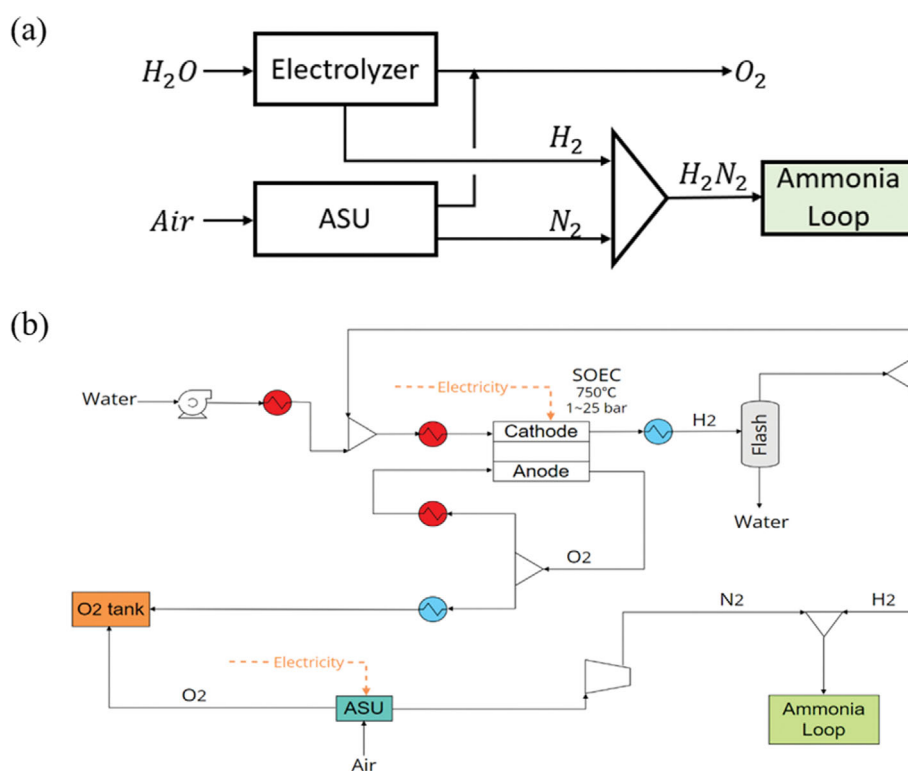 (a)
H₂O
Electrolyzer
O₂
H₂
H₂N₂
Ammonia
Loop
Air
ASU
N₂
(b)
Water
Electricity
SOEC
750°C
1~25 bar
Cathode
Anode
H2
Flash
Water
O2
O2 tank
N2
H2
Electricity
O2
ASU
Ammonia
Loop
Air